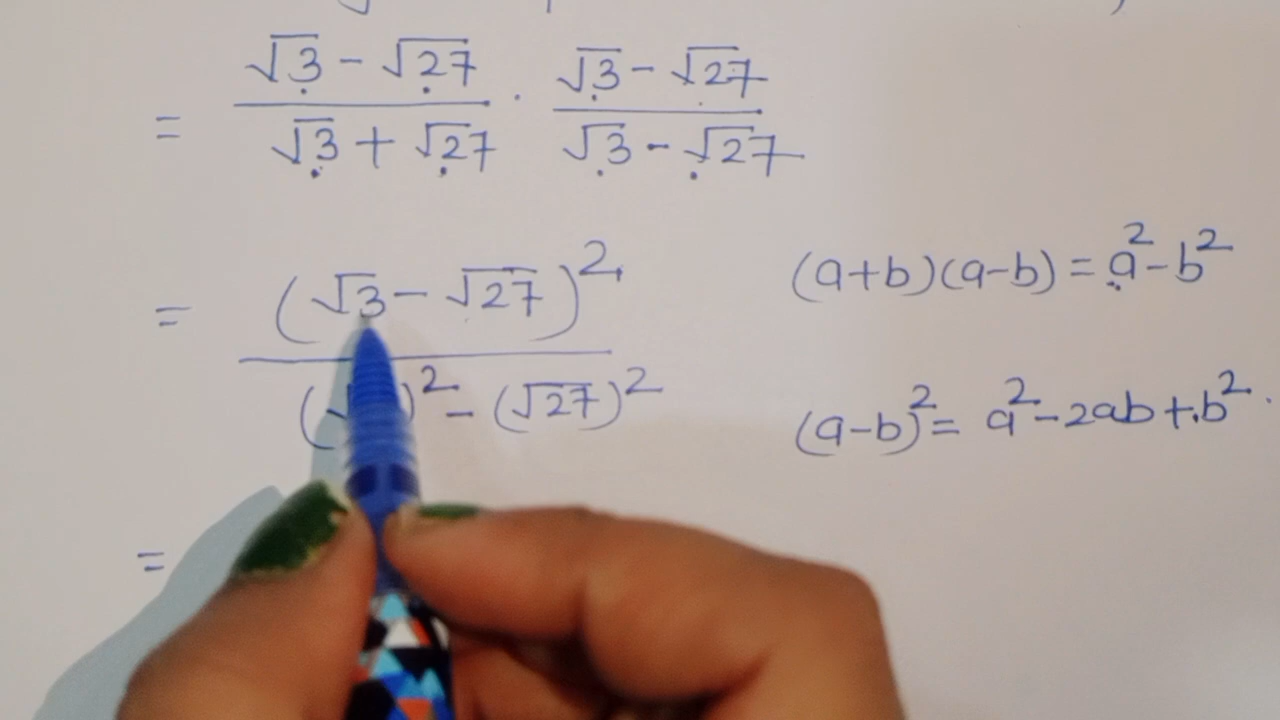 = (√3 - √27)/(√3 + √27) · (√3 - √27)/(√3 - √27)
= (√3 - √27)²
( )² - (√27)²
(a+b)(a-b) = a² - b²
(a-b)² = a² - 2ab + b².
=